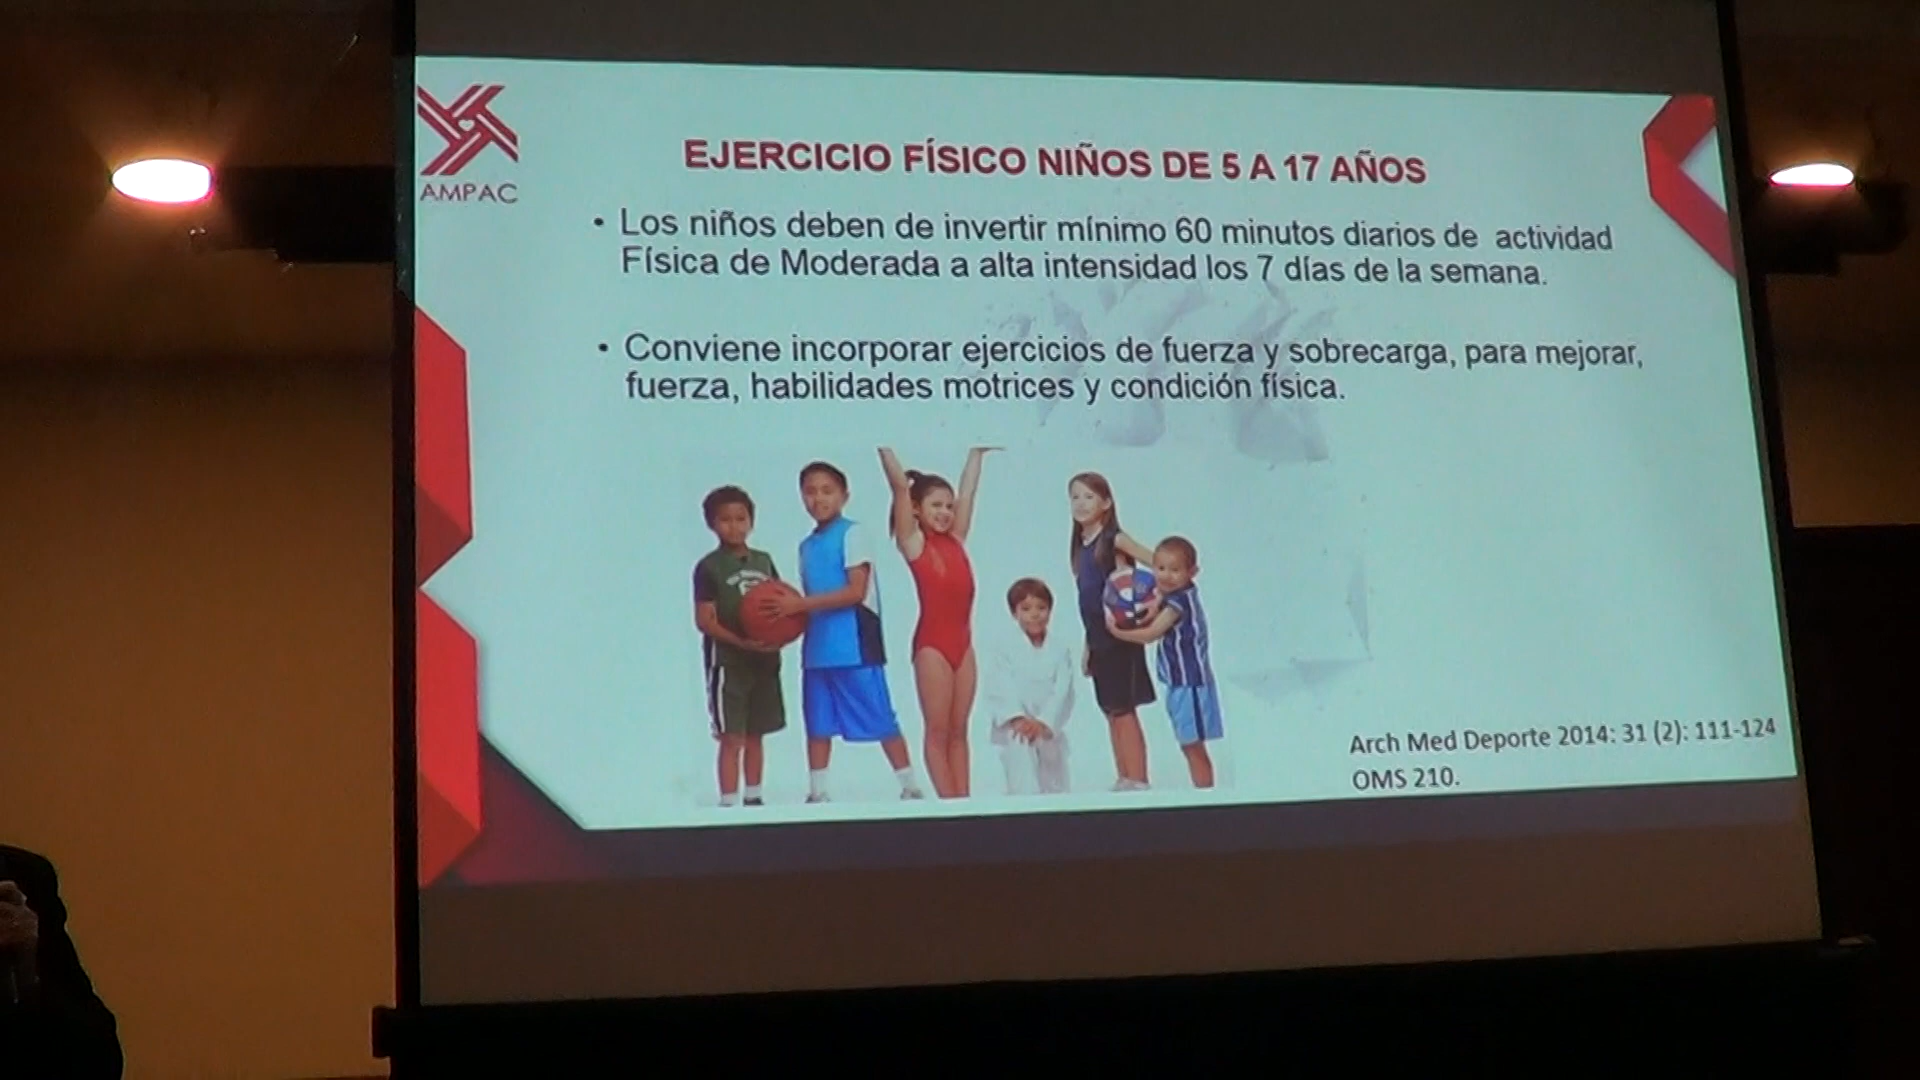 AMPAC
EJERCICIO FÍSICO NIÑOS DE 5 A 17 AÑOS
• Los niños deben de invertir mínimo 60 minutos diarios de actividad
Física de Moderada a alta intensidad los 7 días de la semana.
• Conviene incorporar ejercicios de fuerza y sobrecarga, para mejorar,
fuerza, habilidades motrices y condición física.
Arch Med Deporte 2014: 31 (2): 111-124
OMS 210.